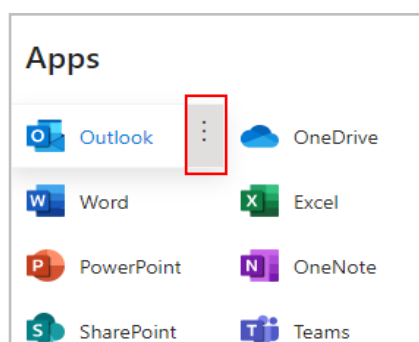 Apps
Outlook
OneDrive
Word
Excel
PowerPoint
OneNote
SharePoint
Teams